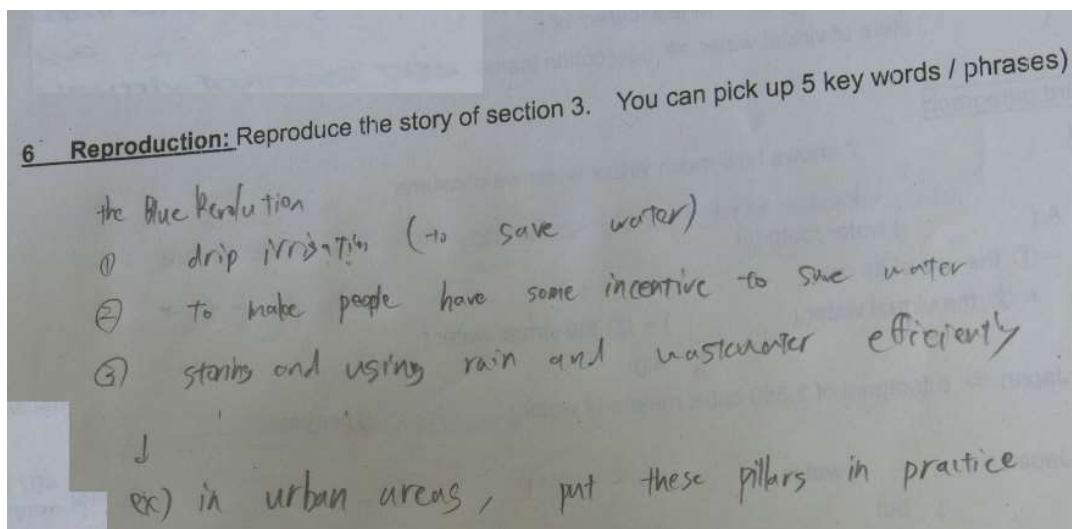 6 Reproduction: Reproduce the story of section 3. You can pick up 5 key words / phrases)
the Blue Revolution
① drip irrigation (to save water)
② to make people have some incentive to save water
③ storing and using rain and wastewater efficiently
↓
ex) in urban areas, put these pillars in practice